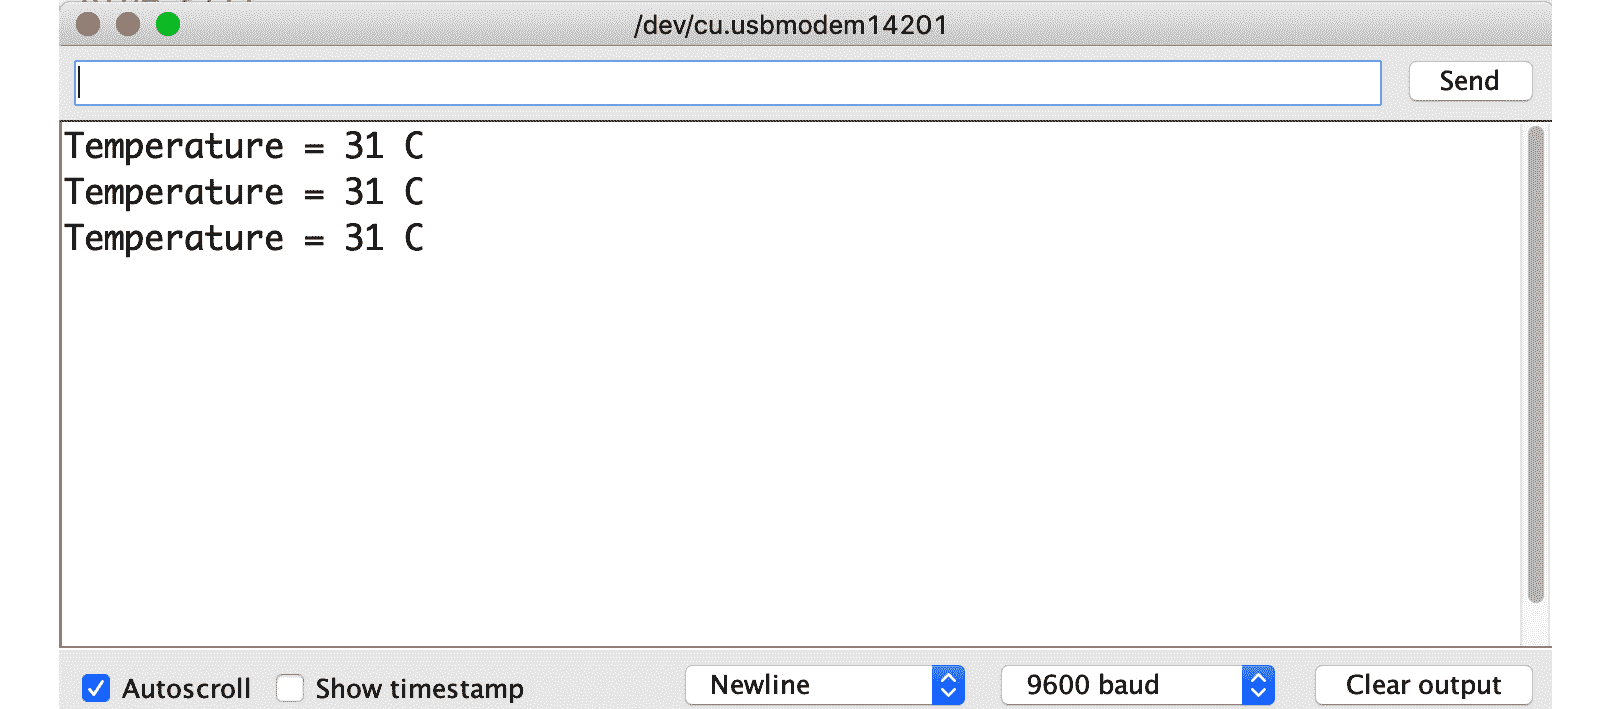 /dev/cu.usbmodem14201
Send
Temperature = 31 C
Temperature = 31 C
Temperature = 31 C
Autoscroll
Show timestamp
Newline
9600 baud
Clear output